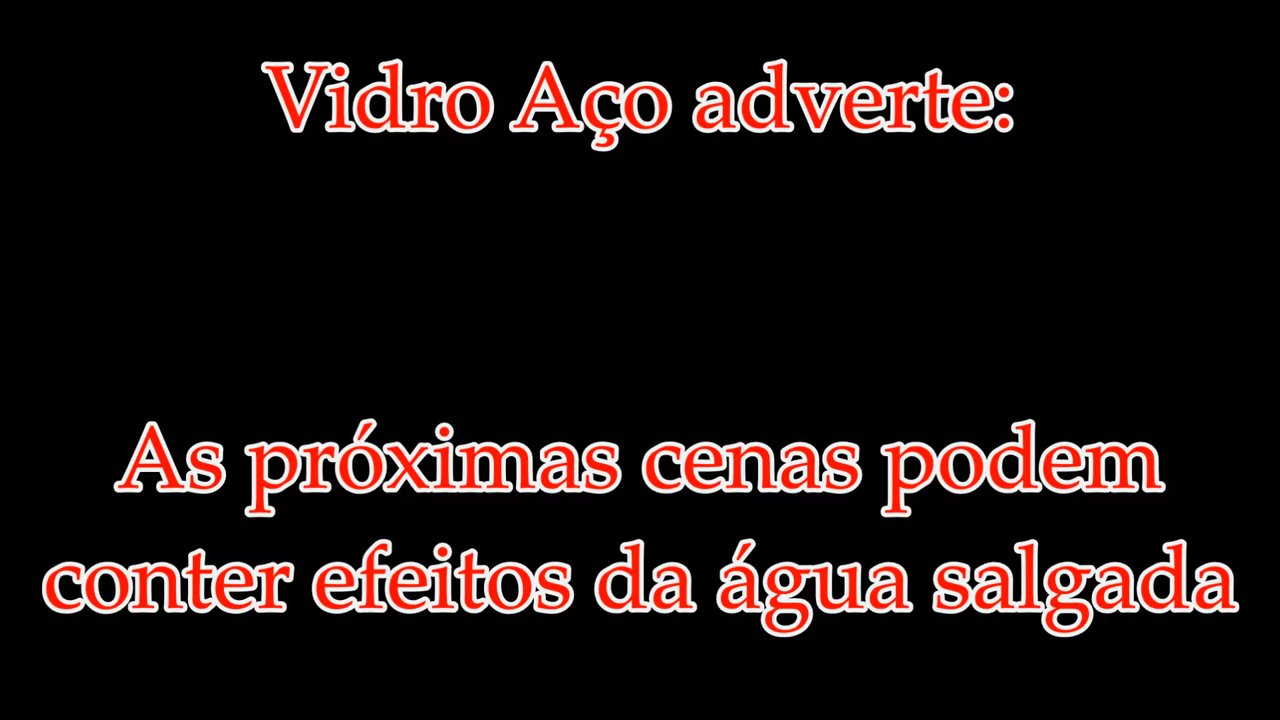 Vidro Aço adverte:
As próximas cenas podem
conter efeitos da água salgada